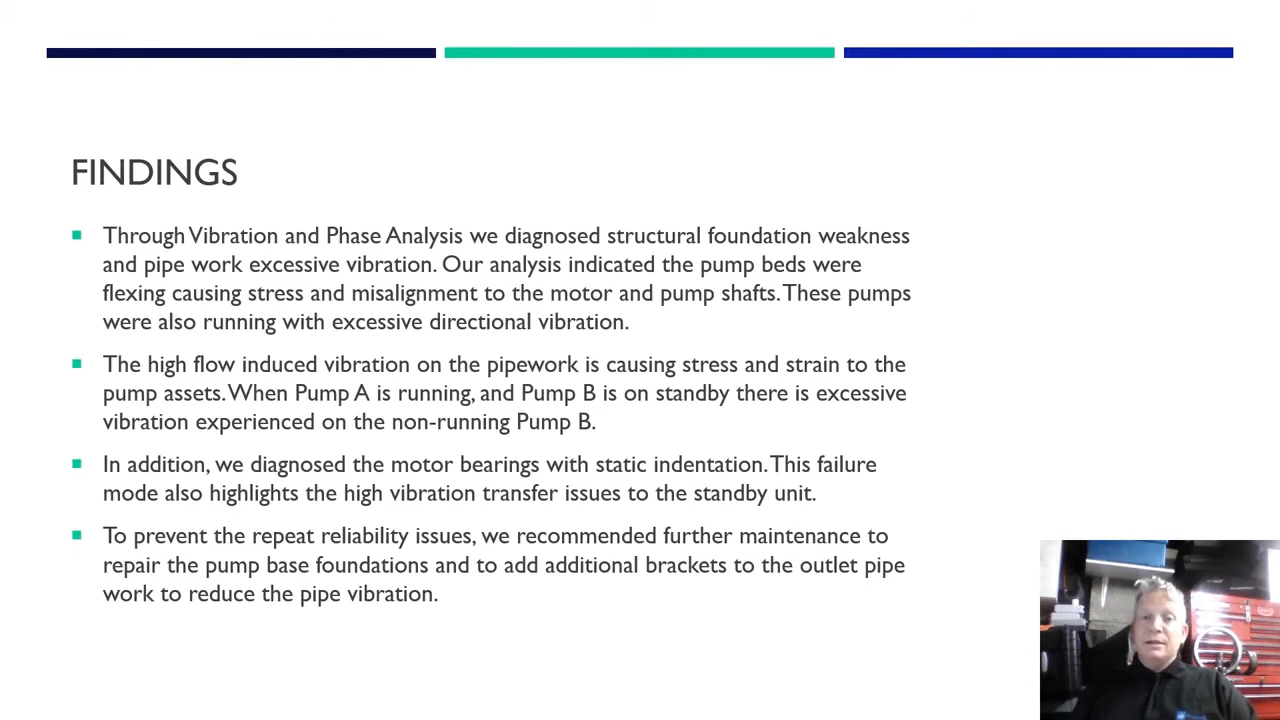 FINDINGS
Through Vibration and Phase Analysis we diagnosed structural foundation weakness
and pipe work excessive vibration. Our analysis indicated the pump beds were
flexing causing stress and misalignment to the motor and pump shafts. These pumps
were also running with excessive directional vibration.
The high flow induced vibration on the pipework is causing stress and strain to the
pump assets. When Pump A is running, and Pump B is on standby there is excessive
vibration experienced on the non-running Pump B.
In addition, we diagnosed the motor bearings with static indentation. This failure
mode also highlights the high vibration transfer issues to the standby unit.
To prevent the repeat reliability issues, we recommended further maintenance to
repair the pump base foundations and to add additional brackets to the outlet pipe
work to reduce the pipe vibration.